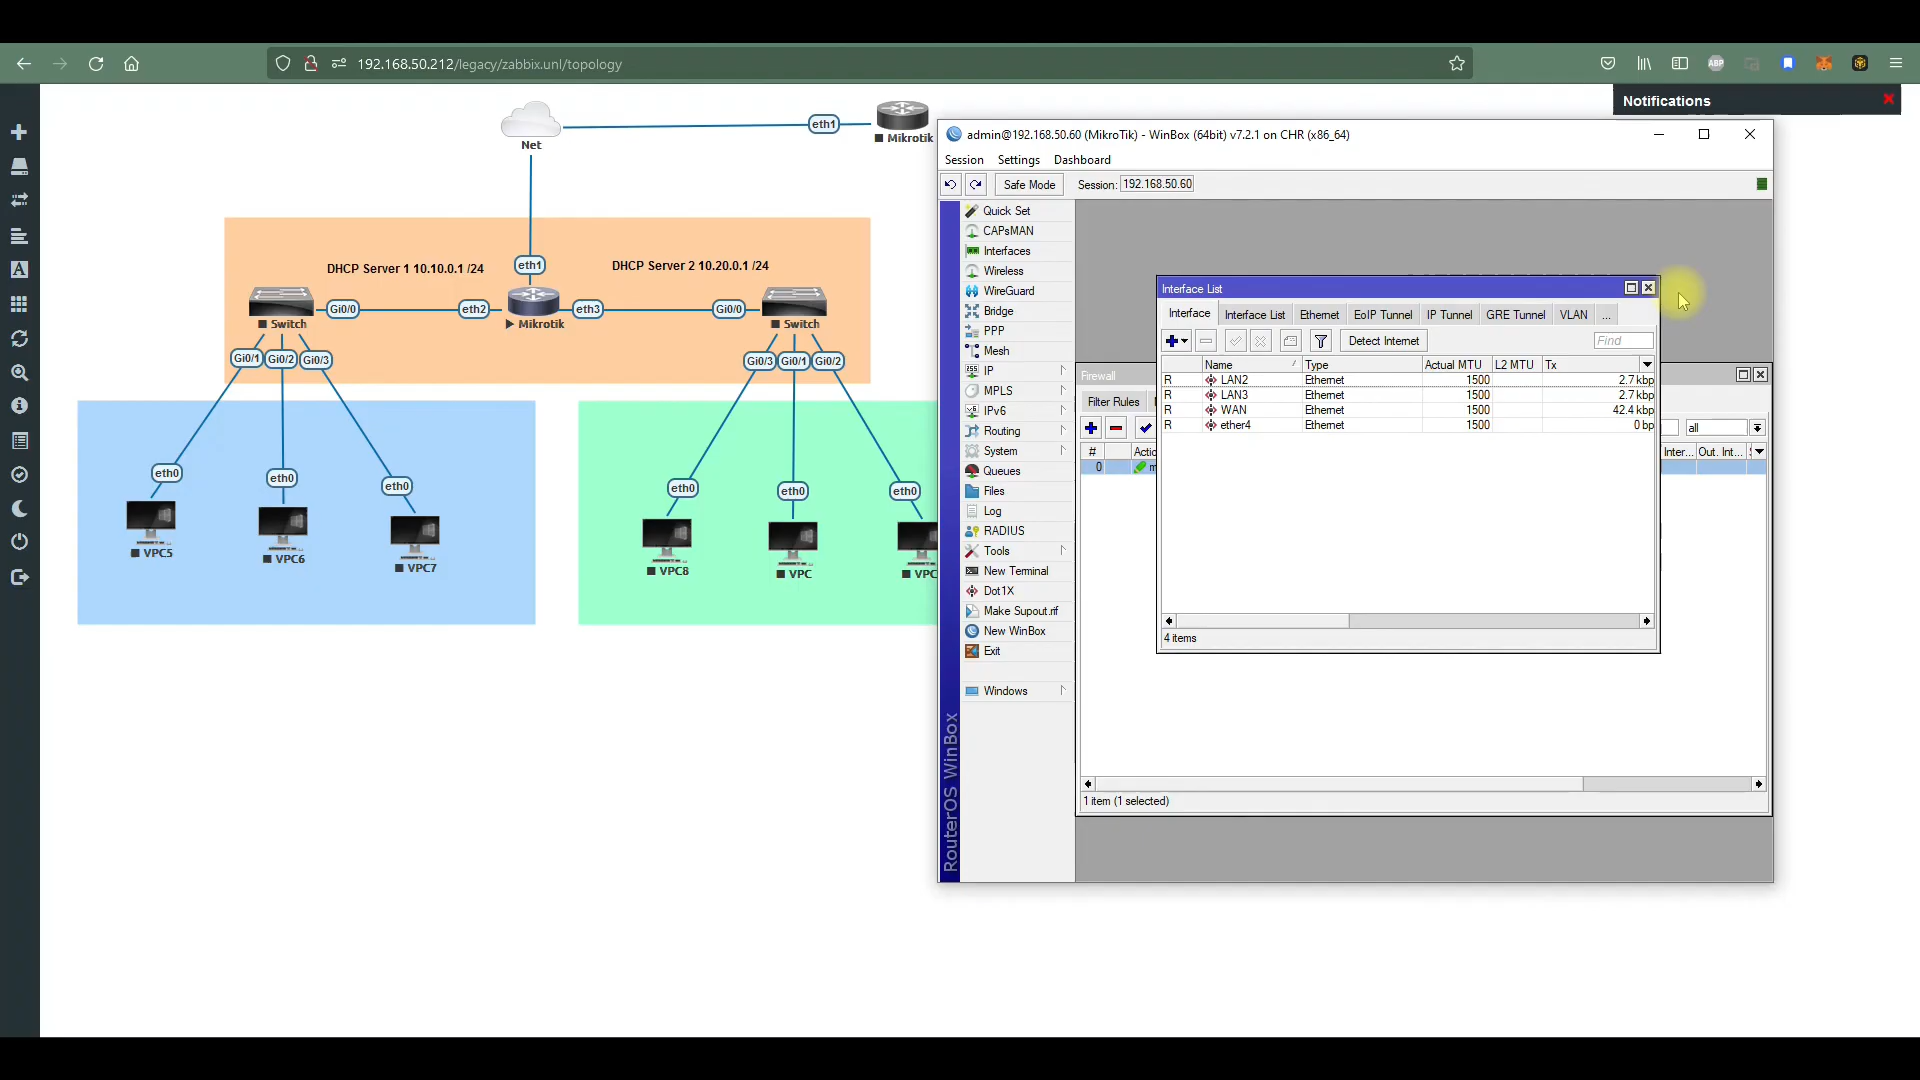 192.168.50.212/legacy/zabbix.unl/topology
ABP
Notifications
Net
eth1
Mikrotik
DHCP Server 1 10.10.0.1 /24
eth1
DHCP Server 2 10.20.0.1 /24
Gi0/0
eth2
eth3
Gi0/0
Switch
Mikrotik
Switch
Gi0/1
Gi0/2
Gi0/3
Gi0/3
Gi0/1
Gi0/2
eth0
eth0
eth0
eth0
eth0
eth0
VPC5
VPC6
VPC7
VPC8
VPC
VPC
admin@192.168.50.60 (MikroTik) - WinBox (64bit) v7.2.1 on CHR (x86_64)
Session Settings Dashboard
Safe Mode Session: 192.168.50.60
Quick Set
CAPsMAN
Interfaces
Wireless
WireGuard
Bridge
PPP
Mesh
IP
MPLS
IPv6
Routing
System
Queues
Files
Log
RADIUS
Tools
New Terminal
Dot1X
Make Supout.rif
New WinBox
Exit
Windows
RouterOS WinBox
Interface List
Interface Interface List Ethernet EoIP Tunnel IP Tunnel GRE Tunnel VLAN ...
Detect Internet Find
Name Type Actual MTU L2 MTU Tx
R LAN2 Ethernet 1500 2.7 kbp
R LAN3 Ethernet 1500 2.7 kbp
R WAN Ethernet 1500 42.4 kbp
R ether4 Ethernet 1500 0 bp
4 items
Firewall
Filter Rules
all
# Actio Inter... Out. Int...
0 m
1 item (1 selected)